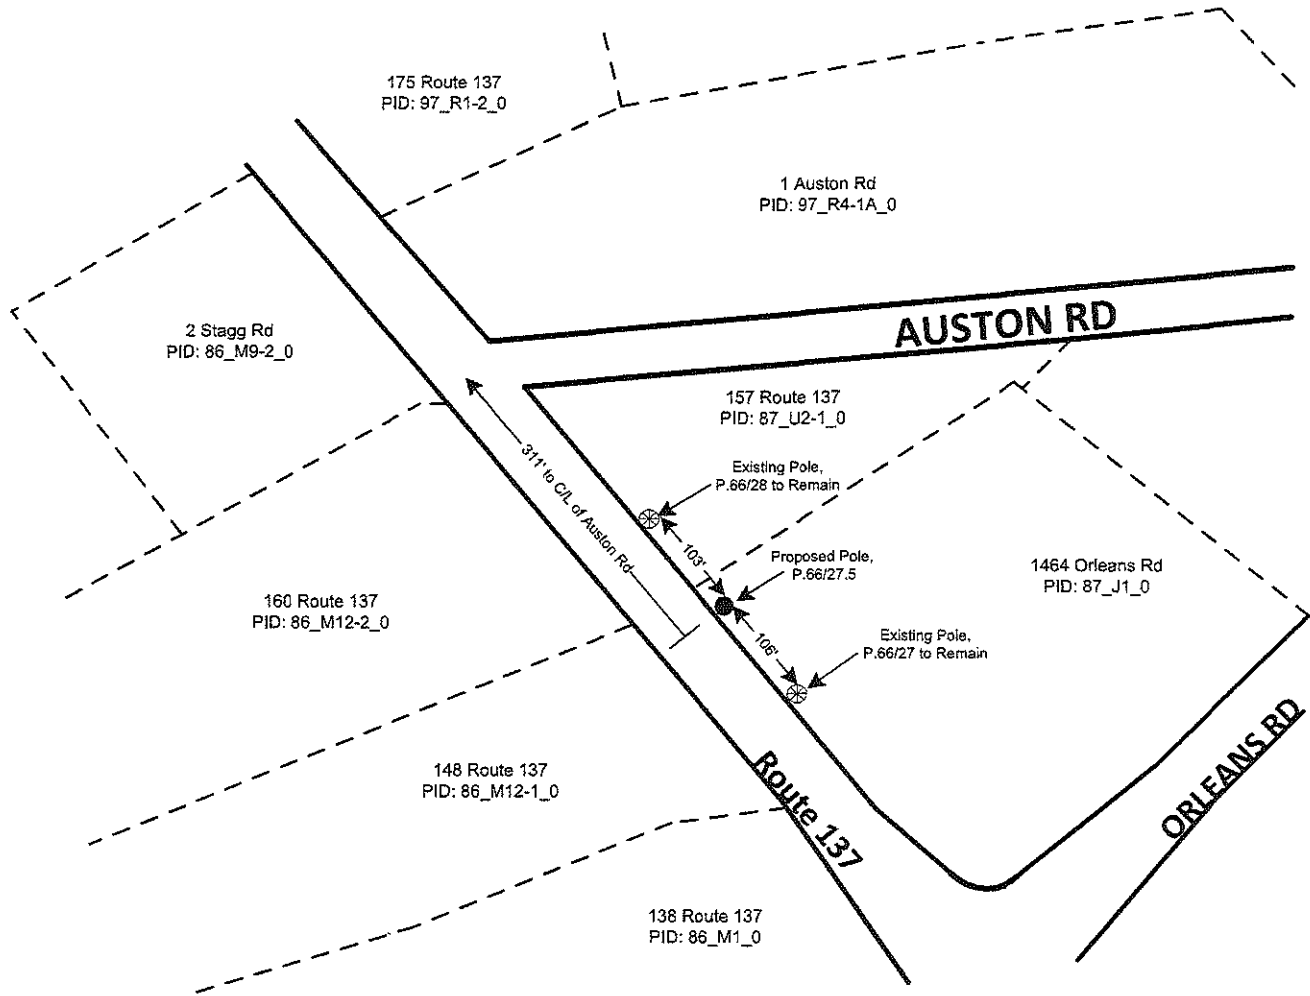 175 Route 137
PID: 97_R1-2_0
1 Auston Rd
PID: 97_R4-1A_0
AUSTON RD
2 Stagg Rd
PID: 86_M9-2_0
157 Route 137
PID: 87_U2-1_0
311' to C/L of Auston Rd
Existing Pole,
P.66/28 to Remain
103'
Proposed Pole,
P.66/27.5
1464 Orleans Rd
PID: 87_J1_0
160 Route 137
PID: 86_M12-2_0
106'
Existing Pole,
P.66/27 to Remain
148 Route 137
PID: 86_M12-1_0
Route 137
ORLEANS RD
138 Route 137
PID: 86_M1_0